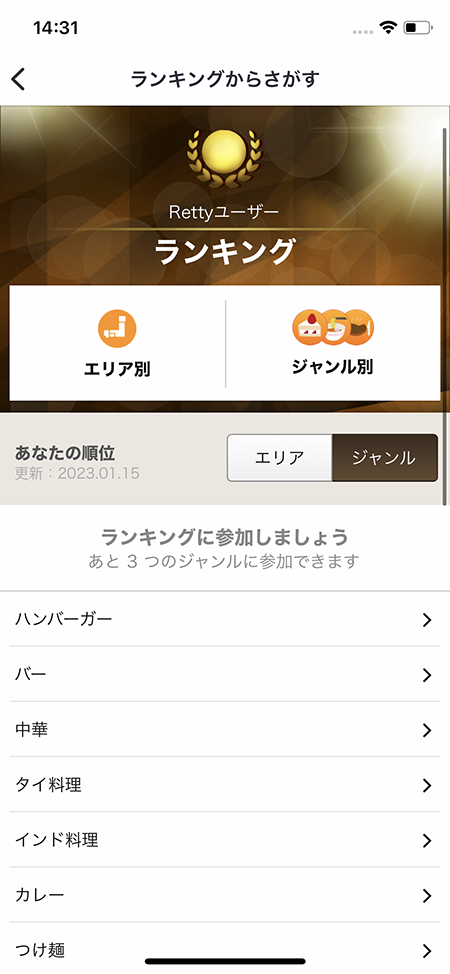 14:31
ランキングからさがす
Rettyユーザー
ランキング
エリア別
ジャンル別
あなたの順位
更新：2023.01.15
エリア
ジャンル
ランキングに参加しましょう
あと 3 つのジャンルに参加できます
ハンバーガー
バー
中華
タイ料理
インド料理
カレー
つけ麺